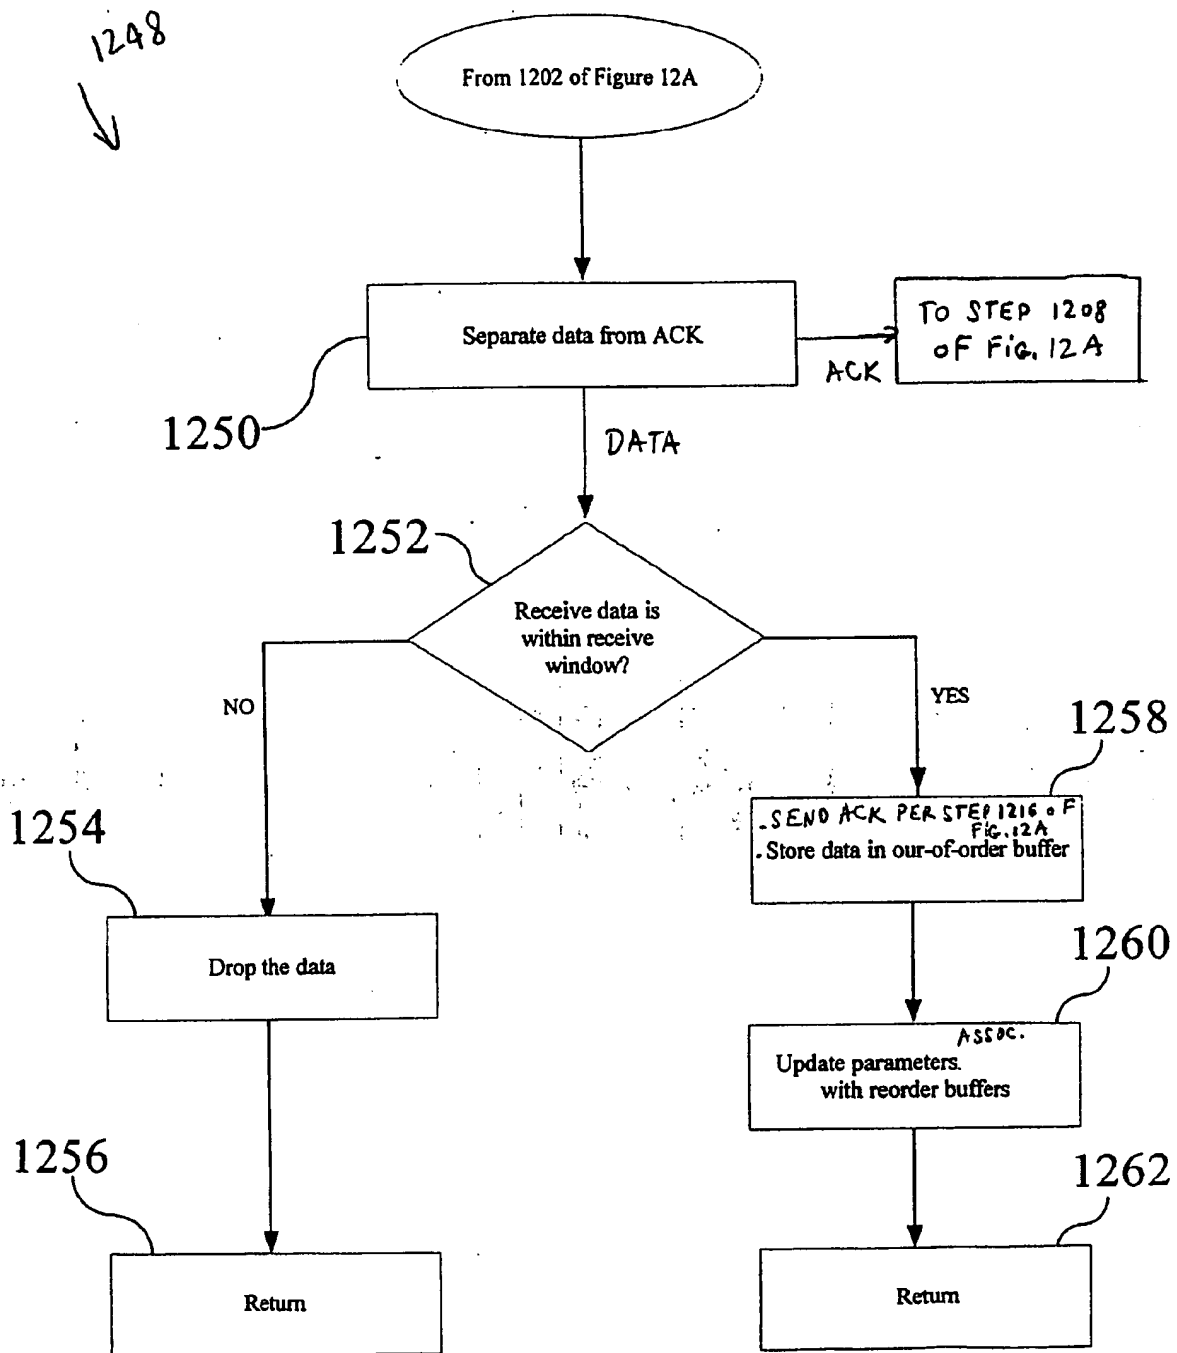 1248
From 1202 of Figure 12A
Separate data from ACK
TO STEP 1208
OF FIG. 12A
ACK
1250
DATA
1252
Receive data is
within receive
window?
NO
YES
1258
- SEND ACK PER STEP 1216 OF
FIG. 12A
- Store data in our-of-order buffer
1254
Drop the data
1260
ASSOC.
Update parameters.
with reorder buffers
1256
Return
1262
Return